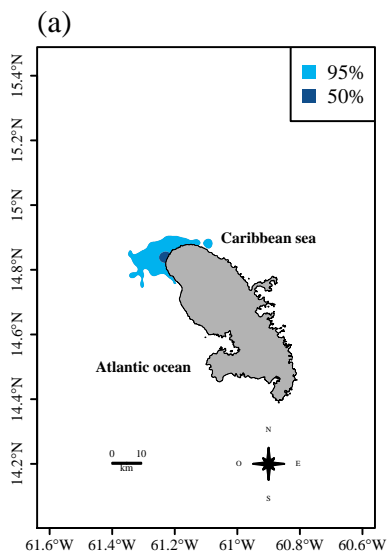 (a)
95%
50%
15.4°N
15.2°N
15°N
14.8°N
14.6°N
14.4°N
14.2°N
Caribbean sea
Atlantic ocean
0 10
km
N
O E
S
61.6°W 61.4°W 61.2°W 61°W 60.8°W 60.6°W